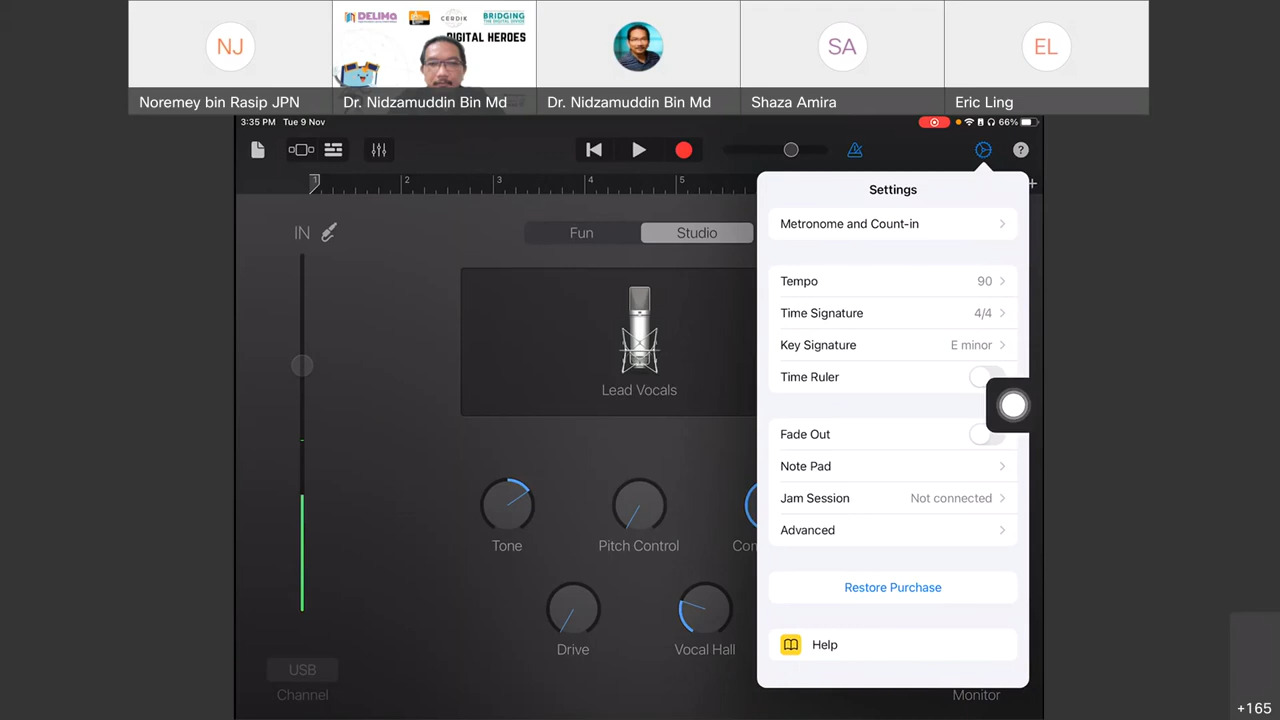 NJ
SA
EL
DELIMa
CERDIK
BRIDGING
THE DIGITAL DIVIDE
DIGITAL HEROES
Noremey bin Rasip JPN
Dr. Nidzamuddin Bin Md
Dr. Nidzamuddin Bin Md
Shaza Amira
Eric Ling
3:35 PM Tue 9 Nov
66%
?
1 2 3 4 5
+
Settings
Metronome and Count-in
Tempo 90
Time Signature 4/4
Key Signature E minor
Time Ruler
Fade Out
Note Pad
Jam Session Not connected
Advanced
Restore Purchase
Help
IN
Fun Studio
Lead Vocals
Tone
Pitch Control
Com
Drive
Vocal Hall
USB
Channel
Monitor
+165